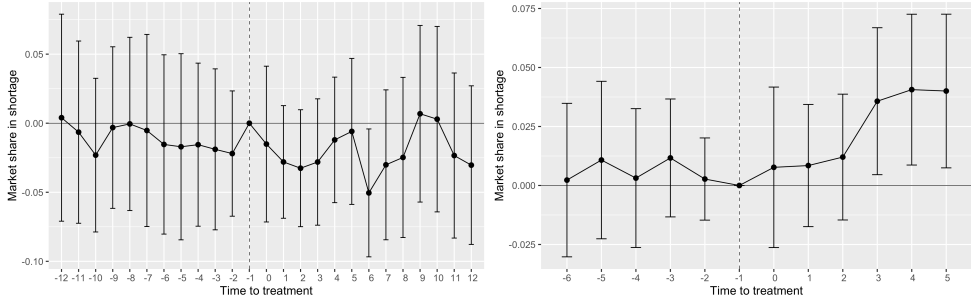 0.05
0.00
-0.05
-0.10
Market share in shortage
-12 -11 -10 -9 -8 -7 -6 -5 -4 -3 -2 -1 0 1 2 3 4 5 6 7 8 9 10 11 12
Time to treatment
0.075
0.050
0.025
0.000
-0.025
Market share in shortage
-6 -5 -4 -3 -2 -1 0 1 2 3 4 5
Time to treatment